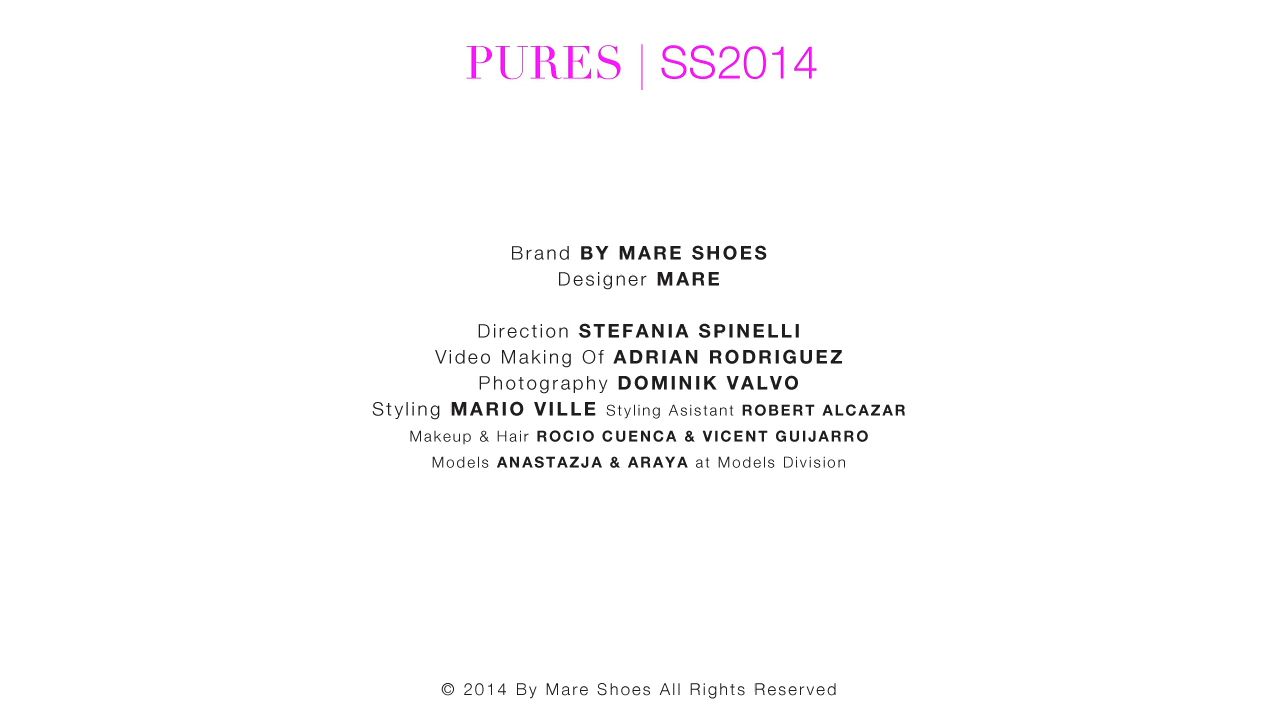 PURES | SS2014
Brand BY MARE SHOES
Designer MARE
Direction STEFANIA SPINELLI
Video Making Of ADRIAN RODRIGUEZ
Photography DOMINIK VALVO
Styling MARIO VILLE Styling Asistant ROBERT ALCAZAR
Makeup & Hair ROCIO CUENCA & VICENT GUIJARRO
Models ANASTAZJA & ARAYA at Models Division
© 2014 By Mare Shoes All Rights Reserved